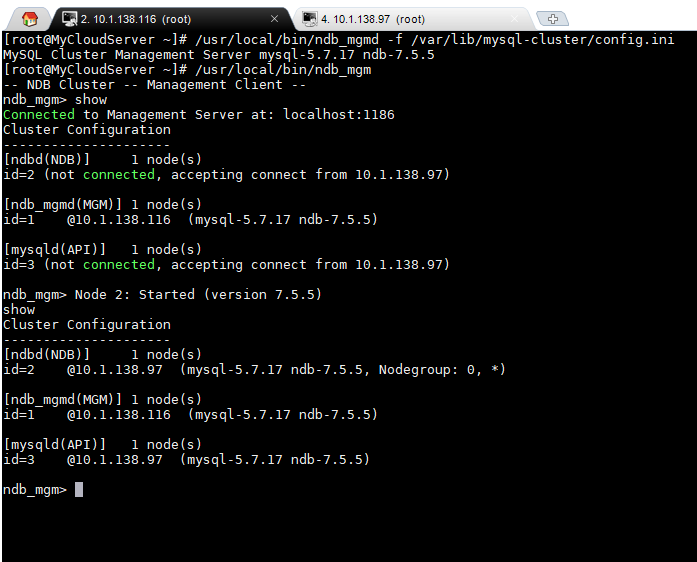 2. 10.1.138.116 (root)
4. 10.1.138.97 (root)
[root@MyCloudServer ~]# /usr/local/bin/ndb_mgmd -f /var/lib/mysql-cluster/config.ini
MySQL Cluster Management Server mysql-5.7.17 ndb-7.5.5
[root@MyCloudServer ~]# /usr/local/bin/ndb_mgm
-- NDB Cluster -- Management Client --
ndb_mgm> show
Connected to Management Server at: localhost:1186
Cluster Configuration
---------------------
[ndbd(NDB)]     1 node(s)
id=2 (not connected, accepting connect from 10.1.138.97)

[ndb_mgmd(MGM)] 1 node(s)
id=1    @10.1.138.116  (mysql-5.7.17 ndb-7.5.5)

[mysqld(API)]   1 node(s)
id=3 (not connected, accepting connect from 10.1.138.97)

ndb_mgm> Node 2: Started (version 7.5.5)
show
Cluster Configuration
---------------------
[ndbd(NDB)]     1 node(s)
id=2    @10.1.138.97  (mysql-5.7.17 ndb-7.5.5, Nodegroup: 0, *)

[ndb_mgmd(MGM)] 1 node(s)
id=1    @10.1.138.116  (mysql-5.7.17 ndb-7.5.5)

[mysqld(API)]   1 node(s)
id=3    @10.1.138.97  (mysql-5.7.17 ndb-7.5.5)

ndb_mgm>